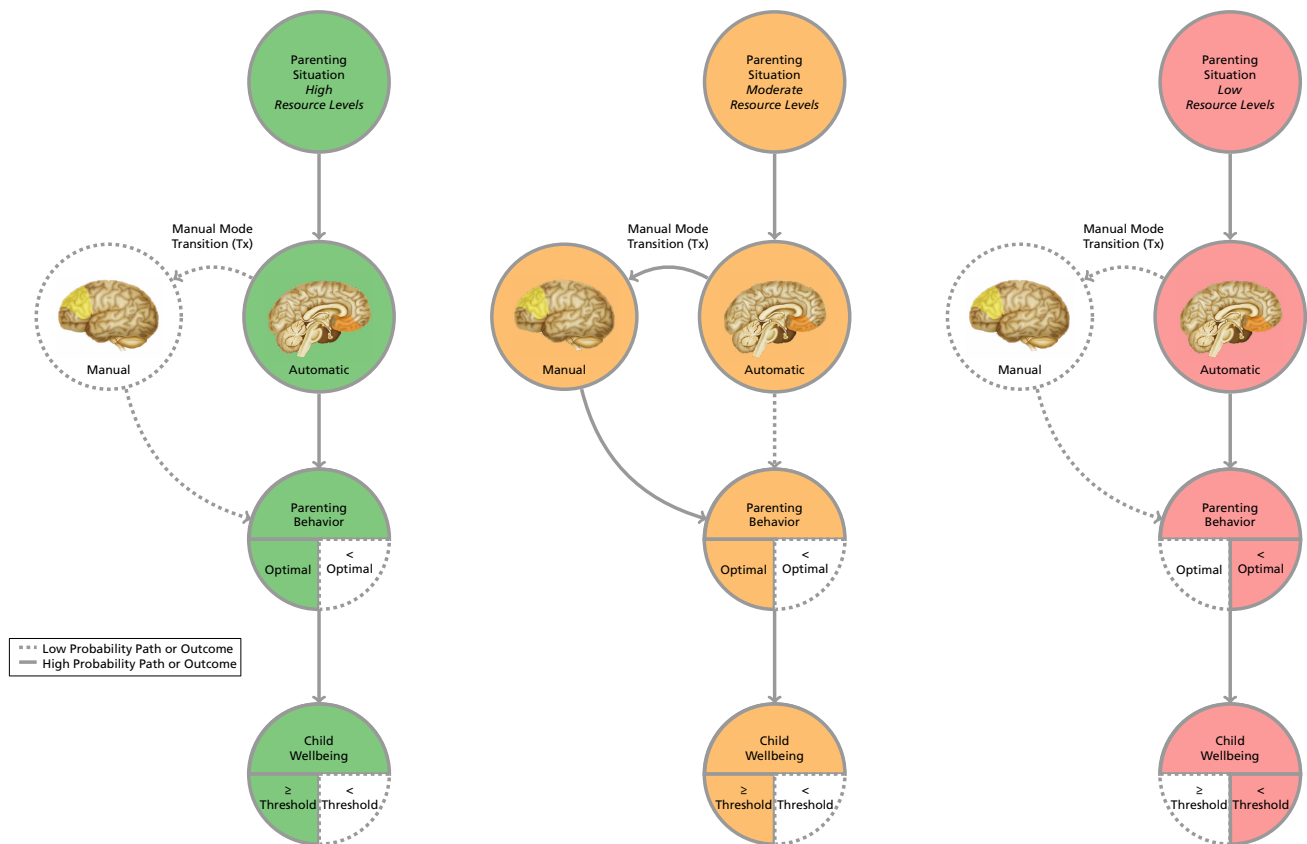 Parenting
Situation
High
Resource Levels
Parenting
Situation
Moderate
Resource Levels
Parenting
Situation
Low
Resource Levels
Manual Mode
Transition (Tx)
Manual Mode
Transition (Tx)
Manual Mode
Transition (Tx)
Manual
Automatic
Manual
Automatic
Manual
Automatic
Parenting
Behavior
Optimal
<
Optimal
Parenting
Behavior
Optimal
<
Optimal
Parenting
Behavior
Optimal
<
Optimal
Low Probability Path or Outcome
High Probability Path or Outcome
Child
Wellbeing
≥
Threshold
<
Threshold
Child
Wellbeing
≥
Threshold
<
Threshold
Child
Wellbeing
≥
Threshold
<
Threshold